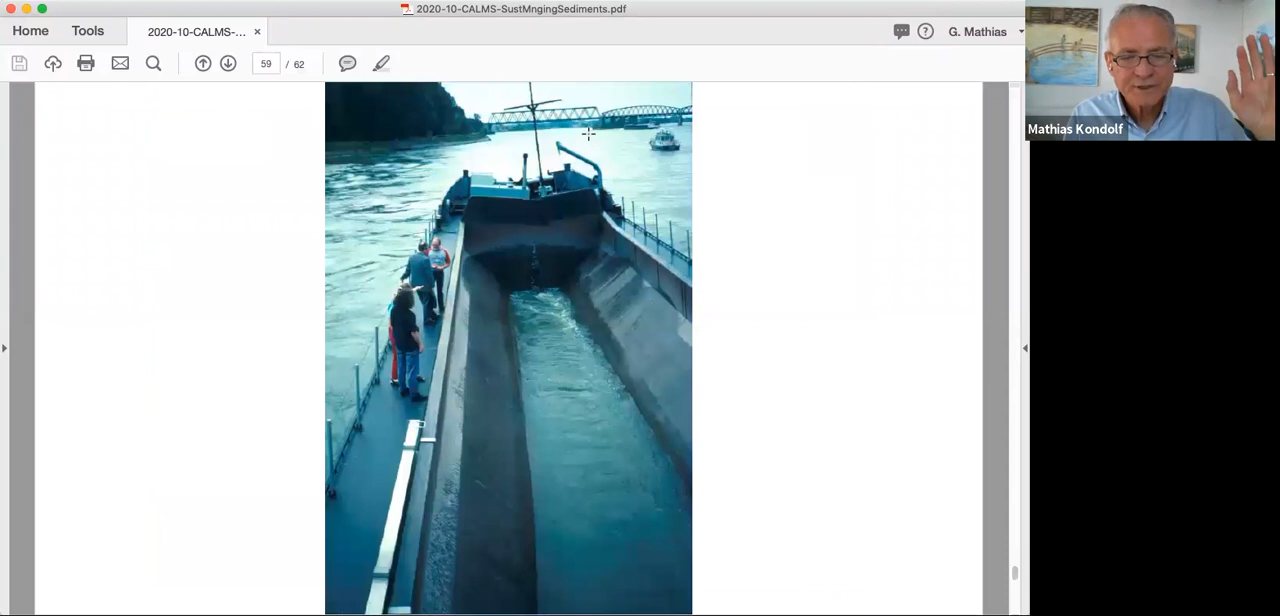 2020-10-CALMS-SustMngingSediments.pdf
Home
Tools
2020-10-CALMS-...
G. Mathias
59 / 62
Mathias Kondolf